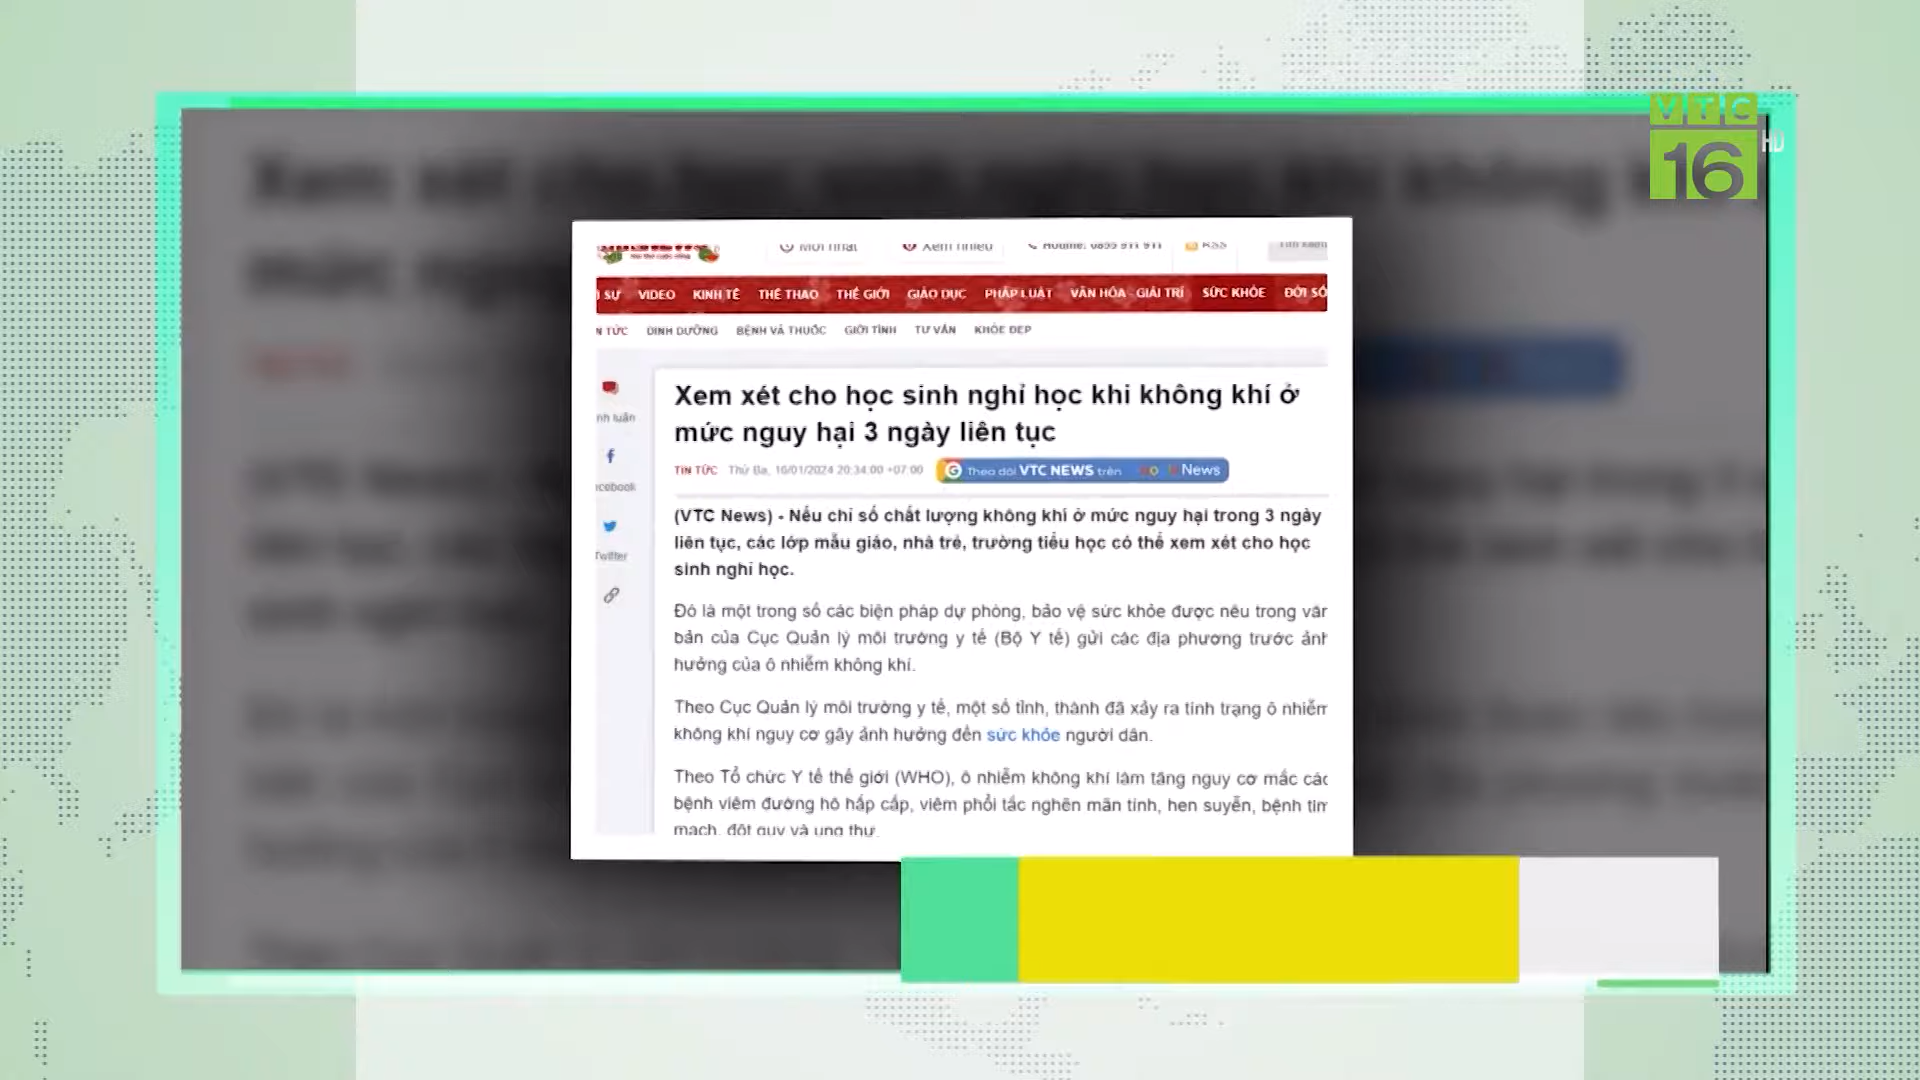 VTC
16 HD
Mới nhất Xem nhiều Hotline: 0855 911 911 RSS
VIDEO KINH TẾ THỂ THAO THẾ GIỚI GIÁO DỤC PHÁP LUẬT VĂN HÓA - GIẢI TRÍ SỨC KHỎE
DINH DƯỠNG BỆNH VÀ THUỐC GIỚI TÍNH TƯ VẤN KHỎE ĐẸP
Xem xét cho học sinh nghỉ học khi không khí ở
mức nguy hại 3 ngày liên tục
TIN TỨC Thứ Ba, 16/01/2024 20:34:00 +07:00 Theo dõi VTC NEWS trên News
(VTC News) - Nếu chỉ số chất lượng không khí ở mức nguy hại trong 3 ngày
liên tục, các lớp mẫu giáo, nhà trẻ, trường tiểu học có thể xem xét cho học
sinh nghỉ học.
Twitter
Đó là một trong số các biện pháp dự phòng, bảo vệ sức khỏe được nêu trong văn
bản của Cục Quản lý môi trường y tế (Bộ Y tế) gửi các địa phương trước ảnh
hưởng của ô nhiễm không khí.
Theo Cục Quản lý môi trường y tế, một số tỉnh, thành đã xảy ra tình trạng ô nhiễm
không khí nguy cơ gây ảnh hưởng đến sức khỏe người dân.
Theo Tổ chức Y tế thế giới (WHO), ô nhiễm không khí làm tăng nguy cơ mắc các
bệnh viêm đường hô hấp cấp, viêm phổi tắc nghẽn mãn tính, hen suyễn, bệnh tim
mạch, đột quỵ và ung thư.